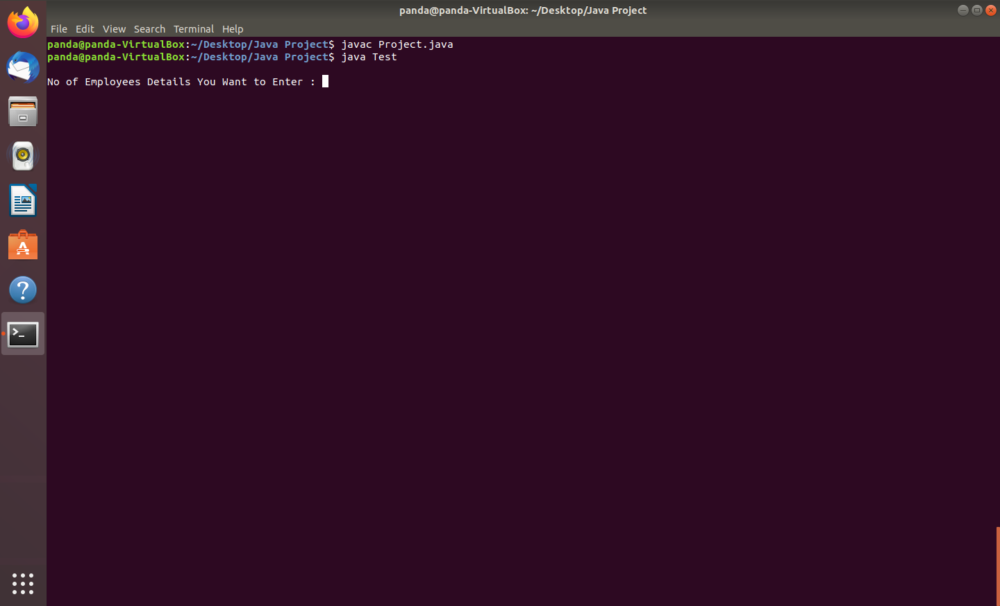 panda@panda-VirtualBox: ~/Desktop/Java Project
File Edit View Search Terminal Help
panda@panda-VirtualBox:~/Desktop/Java Project$ javac Project.java
panda@panda-VirtualBox:~/Desktop/Java Project$ java Test
No of Employees Details You Want to Enter :